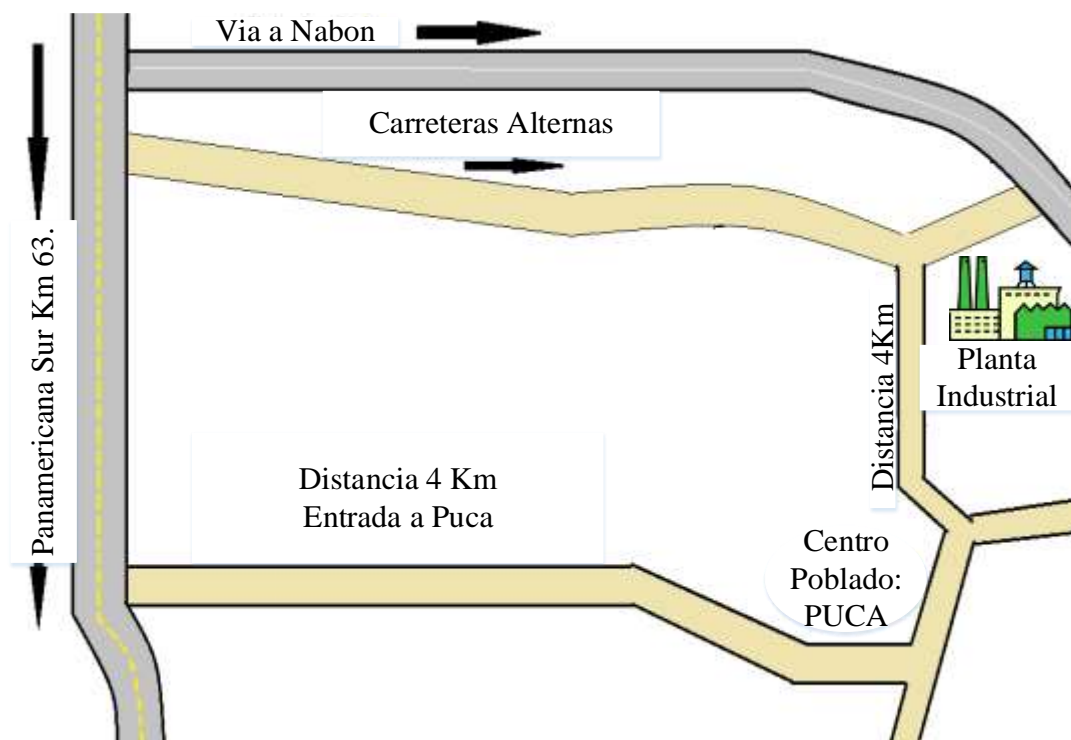 Via a Nabon
Carreteras Alternas
Panamericana Sur Km 63.
Distancia 4Km
Planta
Industrial
Distancia 4 Km
Entrada a Puca
Centro
Poblado:
PUCA